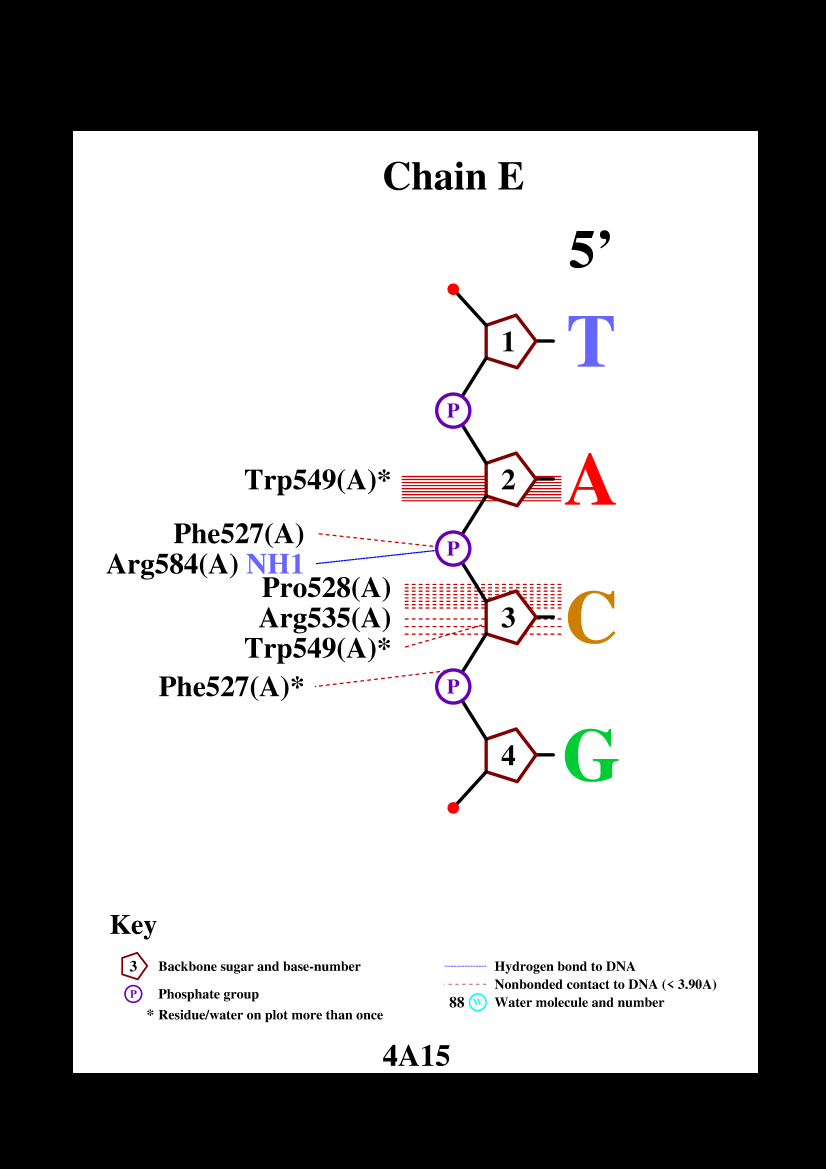 Chain E
5’
1 T
P
Trp549(A)* 2 A
Phe527(A)
P
Arg584(A) NH1
Pro528(A)
Arg535(A) 3 C
Trp549(A)*
Phe527(A)* P
4 G
Key
3 Backbone sugar and base-number
P Phosphate group
* Residue/water on plot more than once
Hydrogen bond to DNA
Nonbonded contact to DNA (< 3.90A)
88 W Water molecule and number
4A15